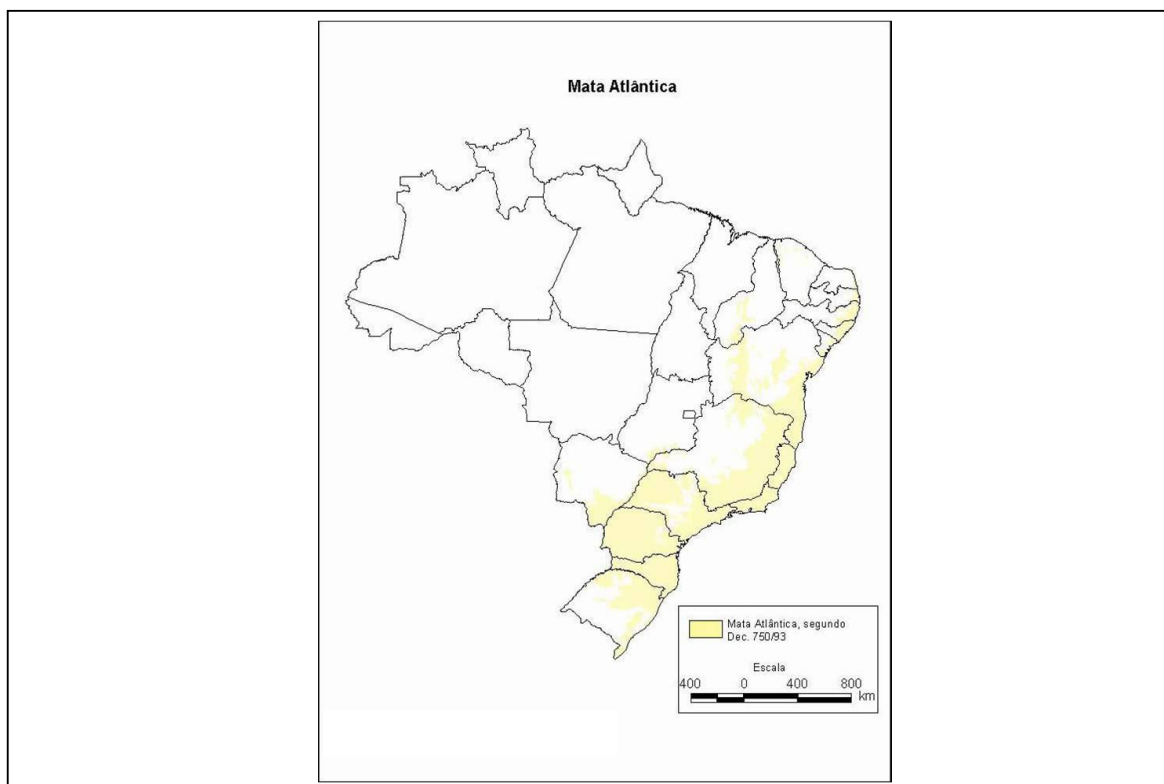 Mata Atlântica
Mata Atlântica, segundo
Dec. 750/93
Escala
400 0 400 800
km